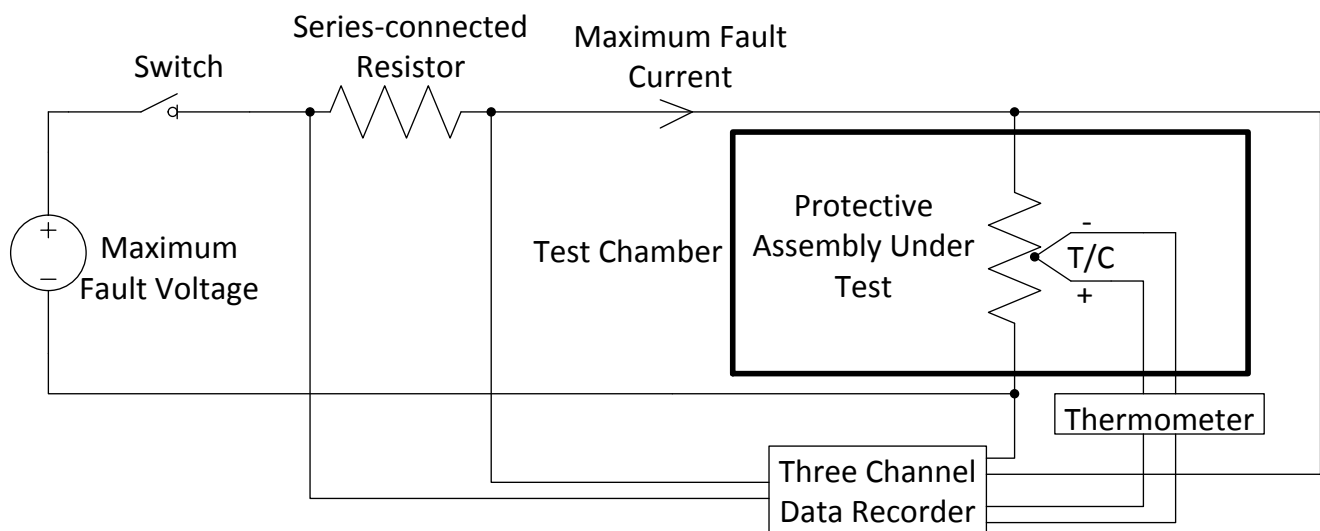 Series-connected
Resistor
Switch
Maximum Fault
Current
+
−
Maximum
Fault Voltage
Test Chamber
Protective
Assembly Under
Test
-
T/C
+
Thermometer
Three Channel
Data Recorder